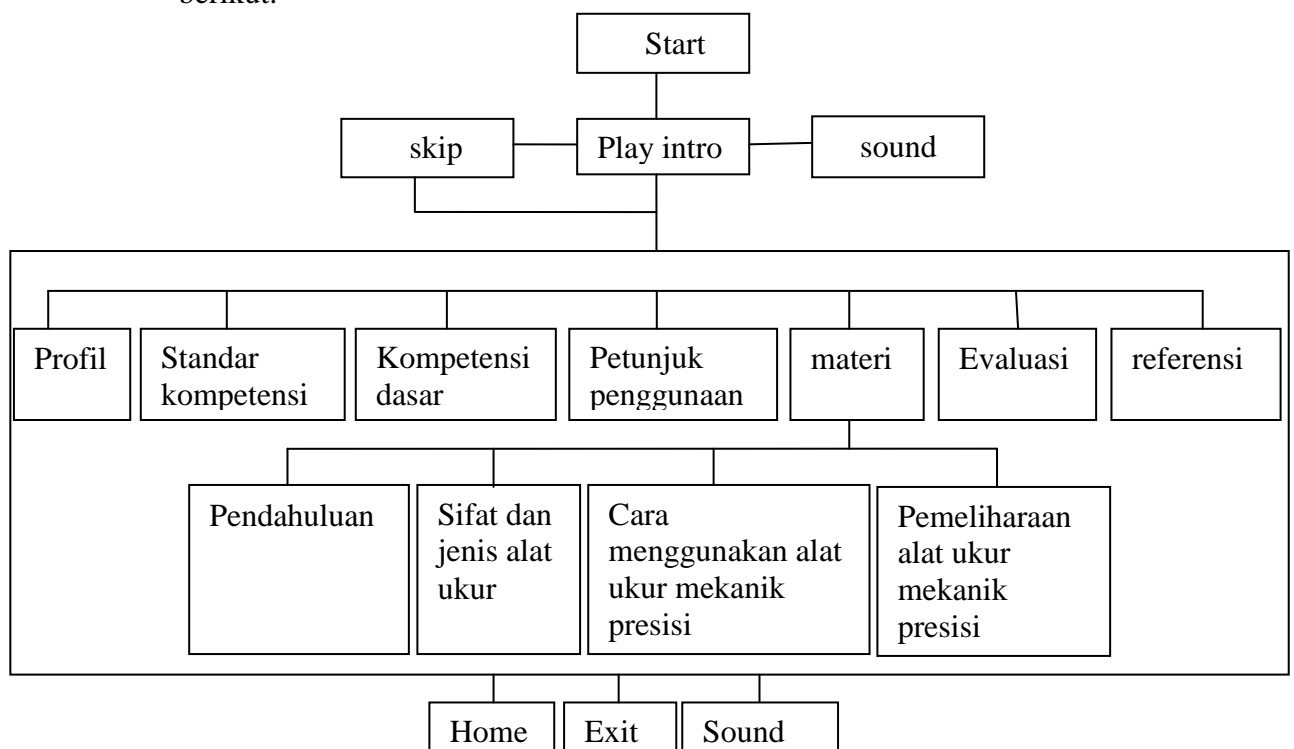 berikut.
Start
skip
Play intro
sound
Profil
Standar
kompetensi
Kompetensi
dasar
Petunjuk
penggunaan
materi
Evaluasi
referensi
Pendahuluan
Sifat dan
jenis alat
ukur
Cara
menggunakan alat
ukur mekanik
presisi
Pemeliharaan
alat ukur
mekanik
presisi
Home
Exit
Sound